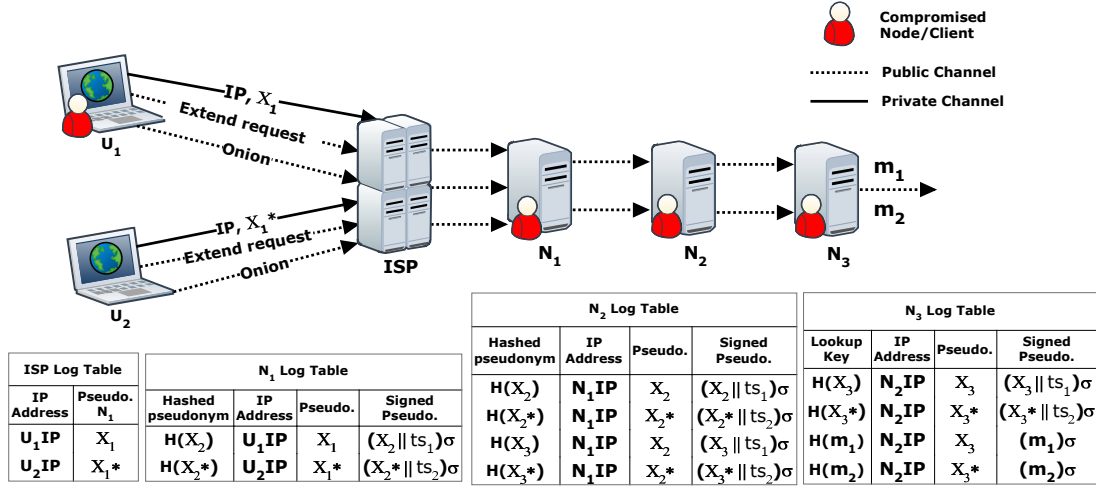 Compromised
Node/Client
Public Channel
Private Channel
IP, X₁
Extend request
Onion
U₁
IP, X₁*
Extend request
Onion
U₂
ISP
N₁
N₂
N₃
m₁
m₂
ISP Log Table
IP Address Pseudo. N₁
U₁IP X₁
U₂IP X₁*
N₁ Log Table
Hashed pseudonym IP Address Pseudo. Signed Pseudo.
H(X₂) U₁IP X₁ (X₂ || ts₁)σ
H(X₂*) U₂IP X₁* (X₂* || ts₂)σ
N₂ Log Table
Hashed pseudonym IP Address Pseudo. Signed Pseudo.
H(X₂) N₁IP X₂ (X₂ || ts₁)σ
H(X₂*) N₁IP X₂* (X₂* || ts₂)σ
H(X₃) N₁IP X₂ (X₃ || ts₁)σ
H(X₃*) N₁IP X₂* (X₃* || ts₂)σ
N₃ Log Table
Lookup Key IP Address Pseudo. Signed Pseudo.
H(X₃) N₂IP X₃ (X₃ || ts₁)σ
H(X₃*) N₂IP X₃* (X₃* || ts₂)σ
H(m₁) N₂IP X₃ (m₁)σ
H(m₂) N₂IP X₃* (m₂)σ